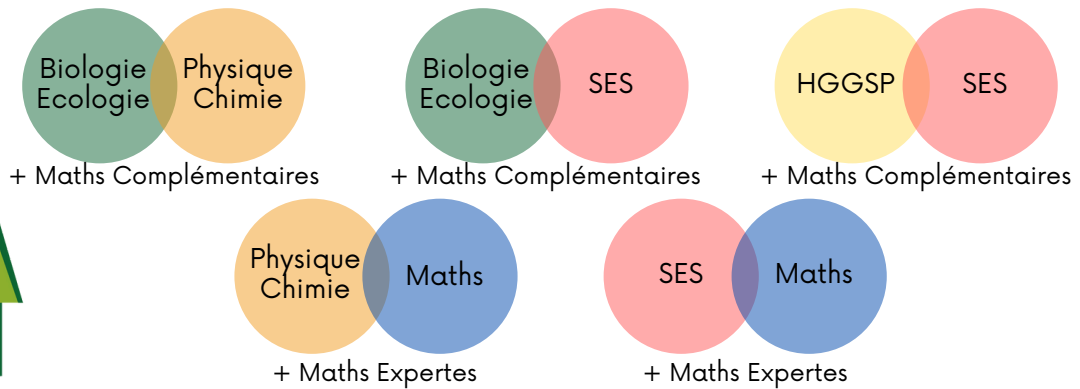 Biologie
Ecologie
Physique
Chimie
+ Maths Complémentaires
Biologie
Ecologie
SES
+ Maths Complémentaires
HGGSP
SES
+ Maths Complémentaires
Physique
Chimie
Maths
+ Maths Expertes
SES
Maths
+ Maths Expertes